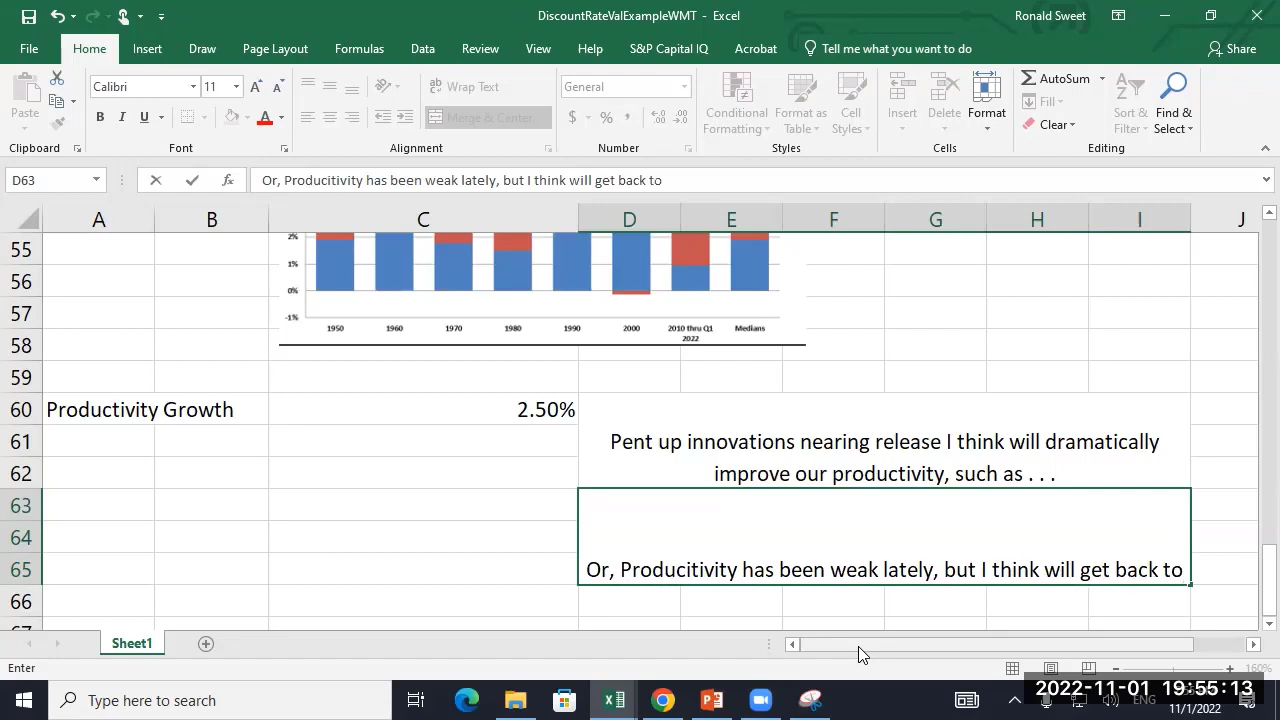 DiscountRateValExampleWMT - Excel
Ronald Sweet
File Home Insert Draw Page Layout Formulas Data Review View Help S&P Capital IQ Acrobat Tell me what you want to do Share
Calibri 11 Wrap Text General AutoSum
Paste Conditional Format as Cell Insert Delete Format Fill Sort & Find &
B I U A Merge & Center $ % , Formatting Table Styles Clear Filter Select
Clipboard Font Alignment Number Styles Cells Editing
D63 fx Or, Producitivity has been weak lately, but I think will get back to
A B C D E F G H I J
55
2%
1%
56
0%
57
-1%
1950 1960 1970 1980 1990 2000 2010 thru Q1 Medians
2022
58
59
60 Productivity Growth 2.50%
61 Pent up innovations nearing release I think will dramatically
62 improve our productivity, such as . . .
63
64
65 Or, Producitivity has been weak lately, but I think will get back to
66
67
Sheet1
Enter 160%
Type here to search ENG
2022-11-01 19:55:13
11/1/2022